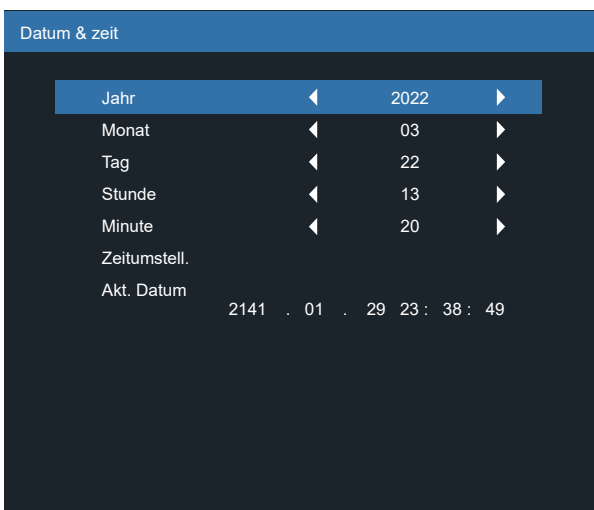 Datum & zeit
Jahr 2022
Monat 03
Tag 22
Stunde 13
Minute 20
Zeitumstell.
Akt. Datum
2141 . 01 . 29 23 : 38 : 49